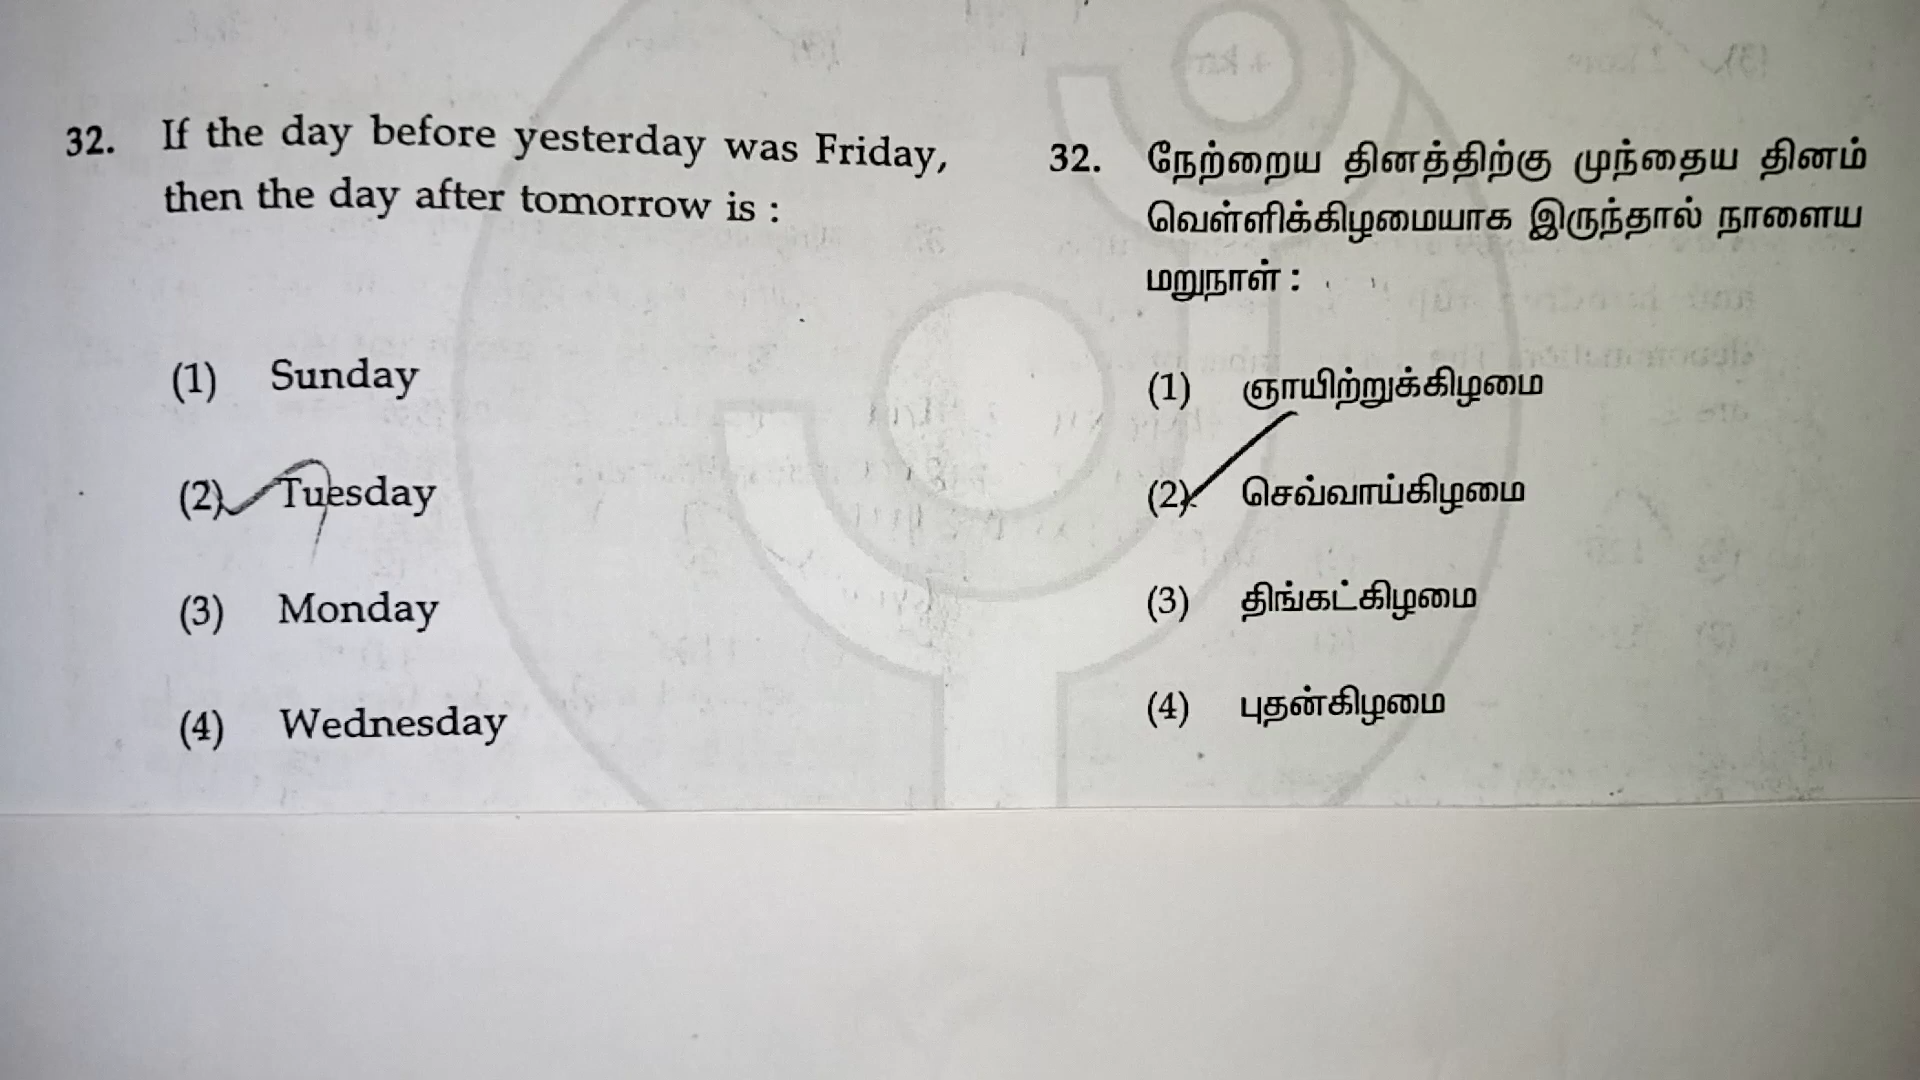 32. If the day before yesterday was Friday,
then the day after tomorrow is :
(1) Sunday
(2) Tuesday
(3) Monday
(4) Wednesday
32. நேற்றைய தினத்திற்கு முந்தைய தினம்
வெள்ளிக்கிழமையாக இருந்தால் நாளைய
மறுநாள் :
(1) ஞாயிற்றுக்கிழமை
(2) செவ்வாய்கிழமை
(3) திங்கட்கிழமை
(4) புதன்கிழமை